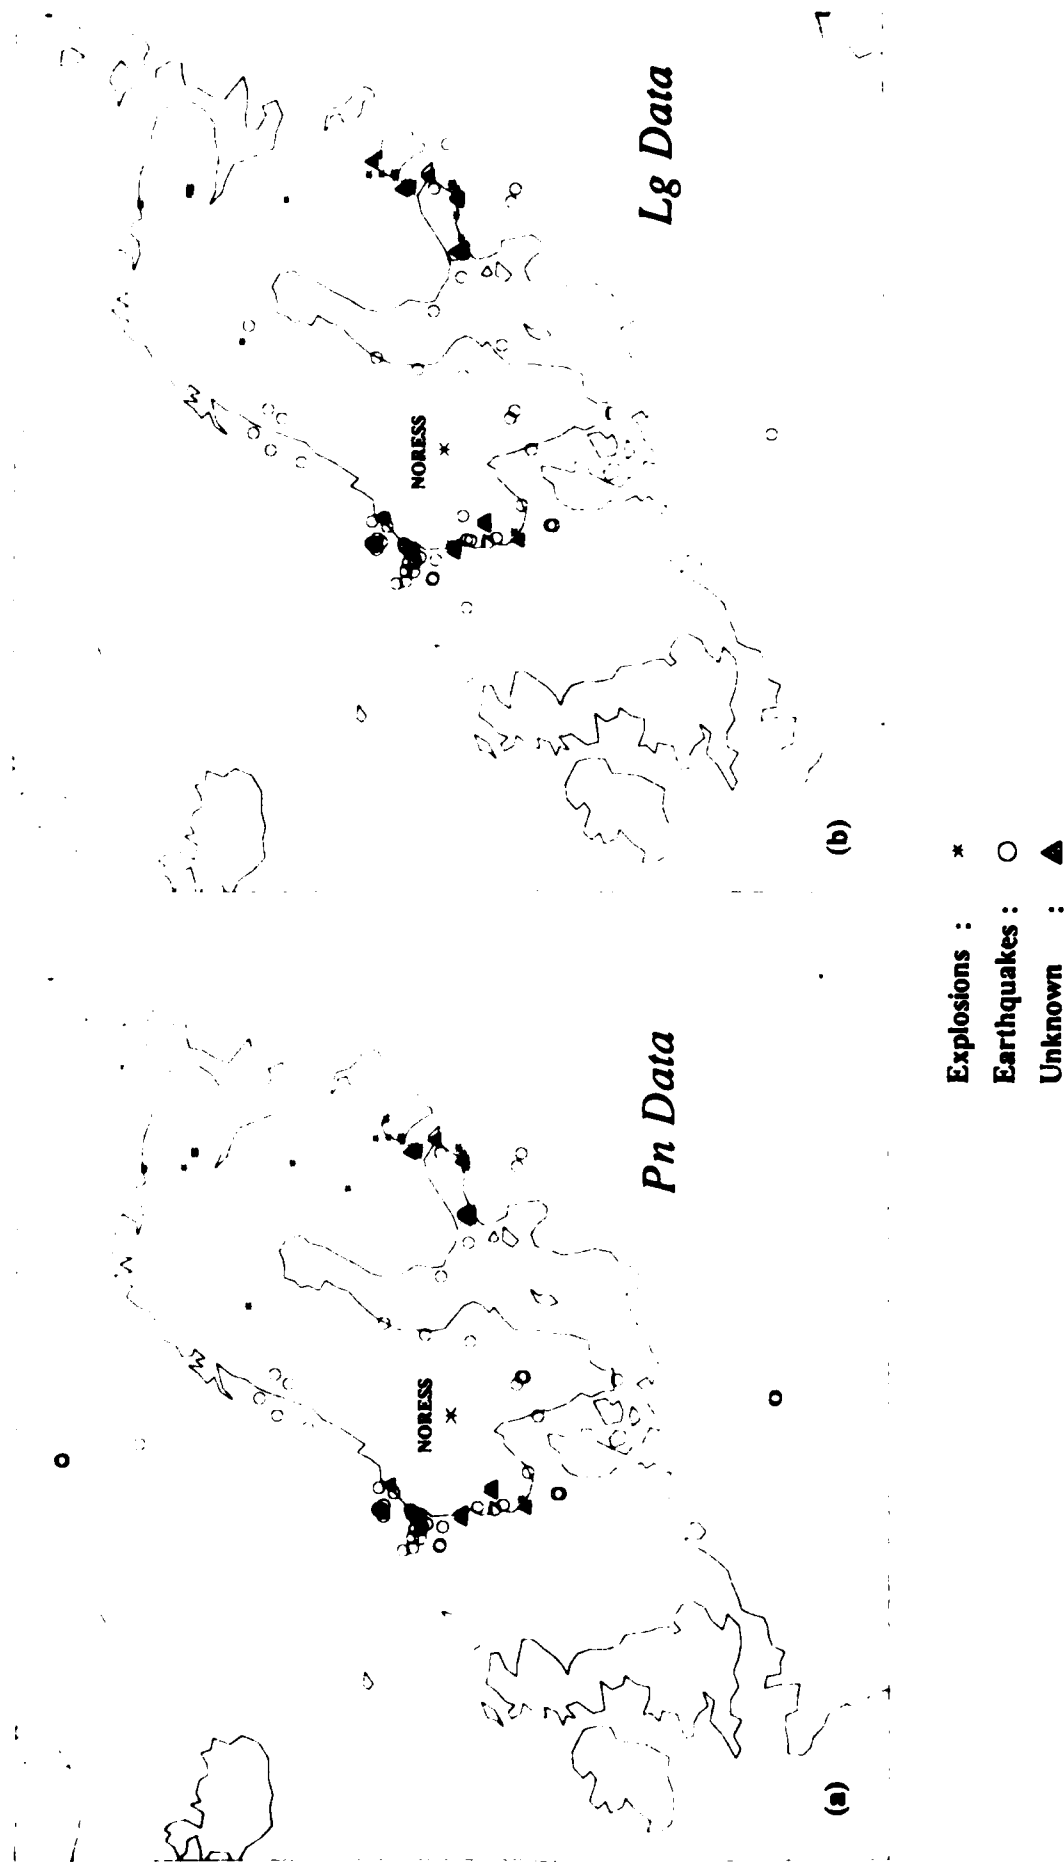 NORESS
Pn Data
(a)
NORESS
Lg Data
(b)
Explosions :
Earthquakes :
Unknown :